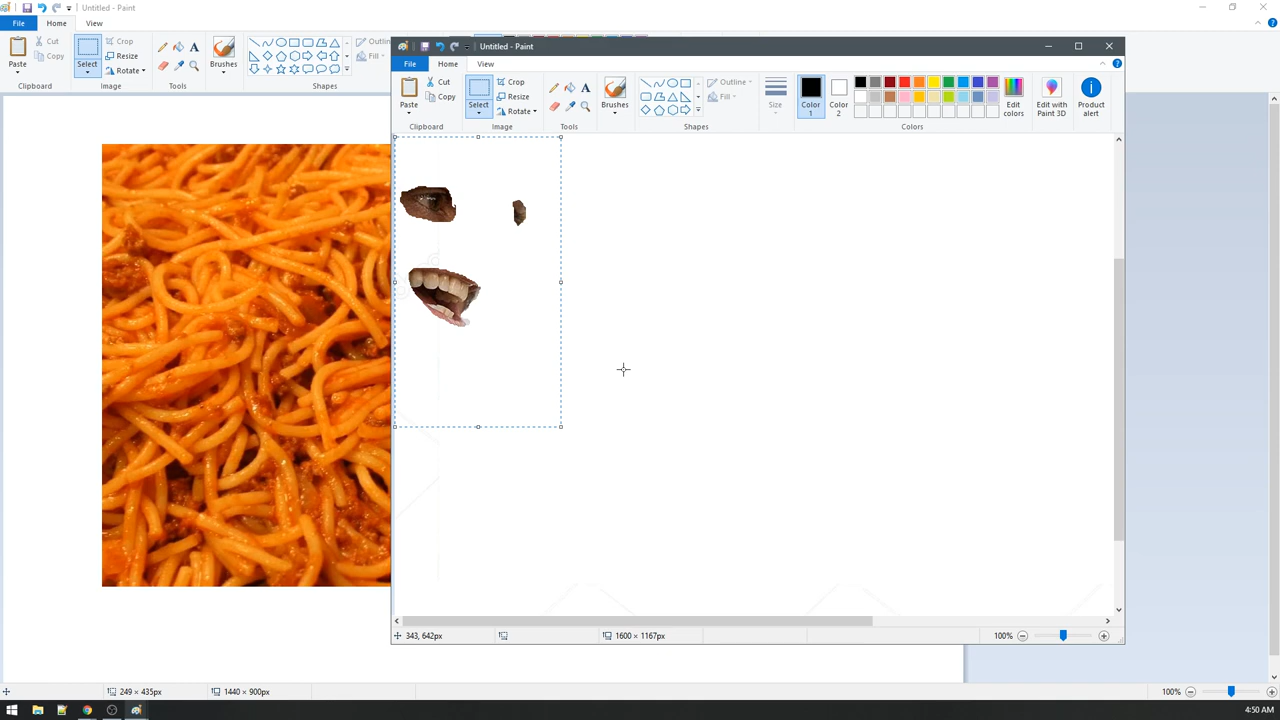 Untitled - Paint
File Home View
Paste
Cut
Copy
Clipboard
Select
Crop
Resize
Rotate
Image
Tools
Brushes
Shapes
Outline
Fill
Untitled - Paint
File Home View
Paste
Cut
Copy
Clipboard
Select
Crop
Resize
Rotate
Image
Tools
Brushes
Shapes
Outline
Fill
Size
Color 1
Color 2
Edit colors
Colors
Edit with Paint 3D
Product alert
343, 642px
1600 × 1167px
100%
249 × 435px
1440 × 900px
100%
4:50 AM